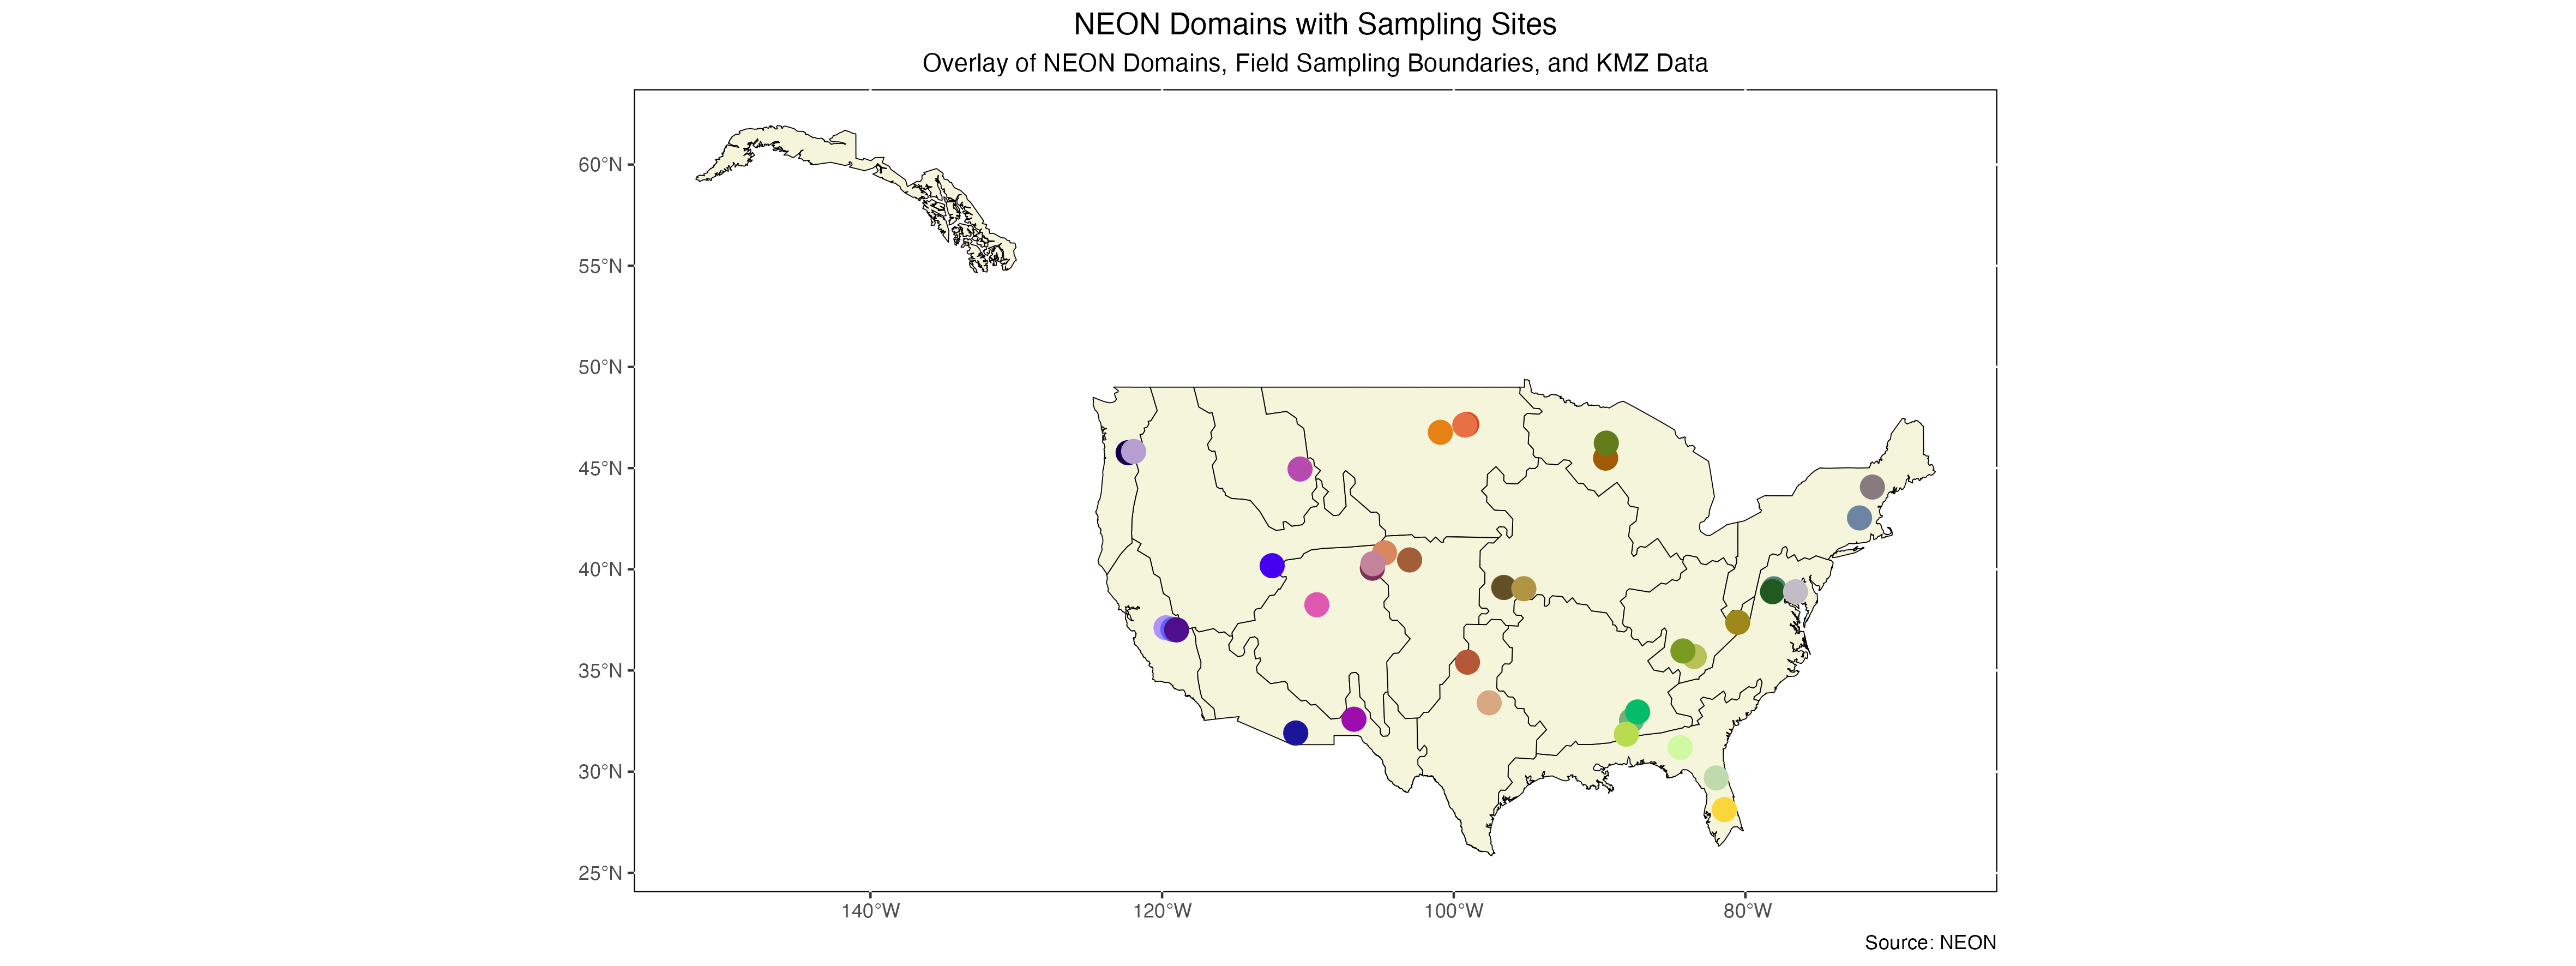 NEON Domains with Sampling Sites
Overlay of NEON Domains, Field Sampling Boundaries, and KMZ Data
60°N
55°N
50°N
45°N
40°N
35°N
30°N
25°N
140°W
120°W
100°W
80°W
Source: NEON